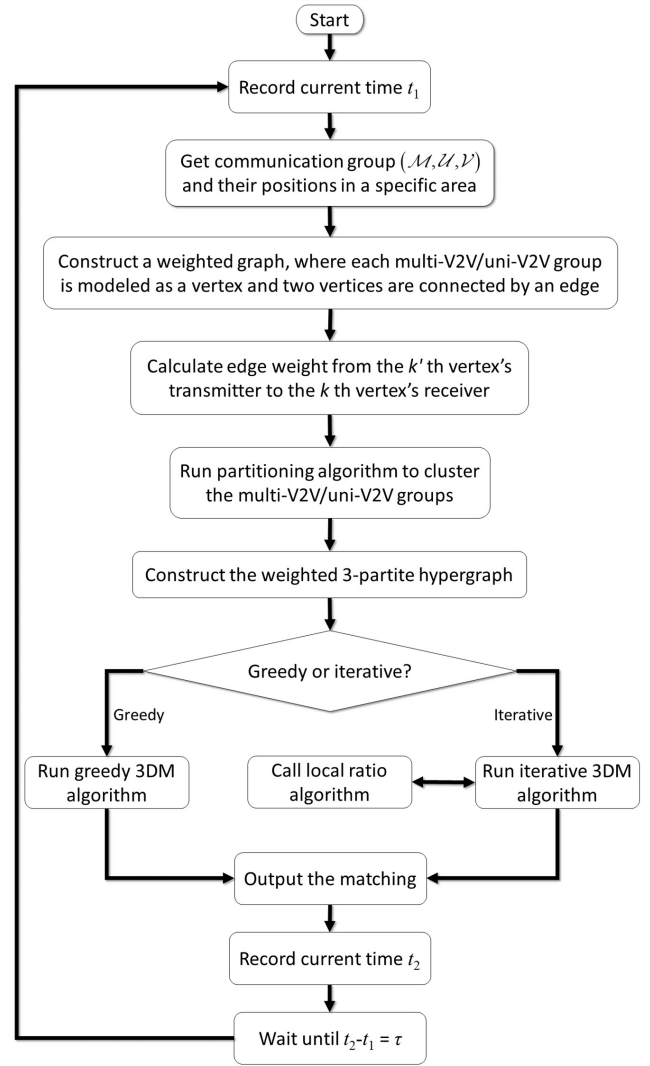 Start
Record current time t₁
Get communication group (ℳ,𝒰,𝒱)
and their positions in a specific area
Construct a weighted graph, where each multi-V2V/uni-V2V group
is modeled as a vertex and two vertices are connected by an edge
Calculate edge weight from the k' th vertex's
transmitter to the k th vertex's receiver
Run partitioning algorithm to cluster
the multi-V2V/uni-V2V groups
Construct the weighted 3-partite hypergraph
Greedy or iterative?
Greedy
Iterative
Run greedy 3DM
algorithm
Call local ratio
algorithm
Run iterative 3DM
algorithm
Output the matching
Record current time t₂
Wait until t₂-t₁ = τ